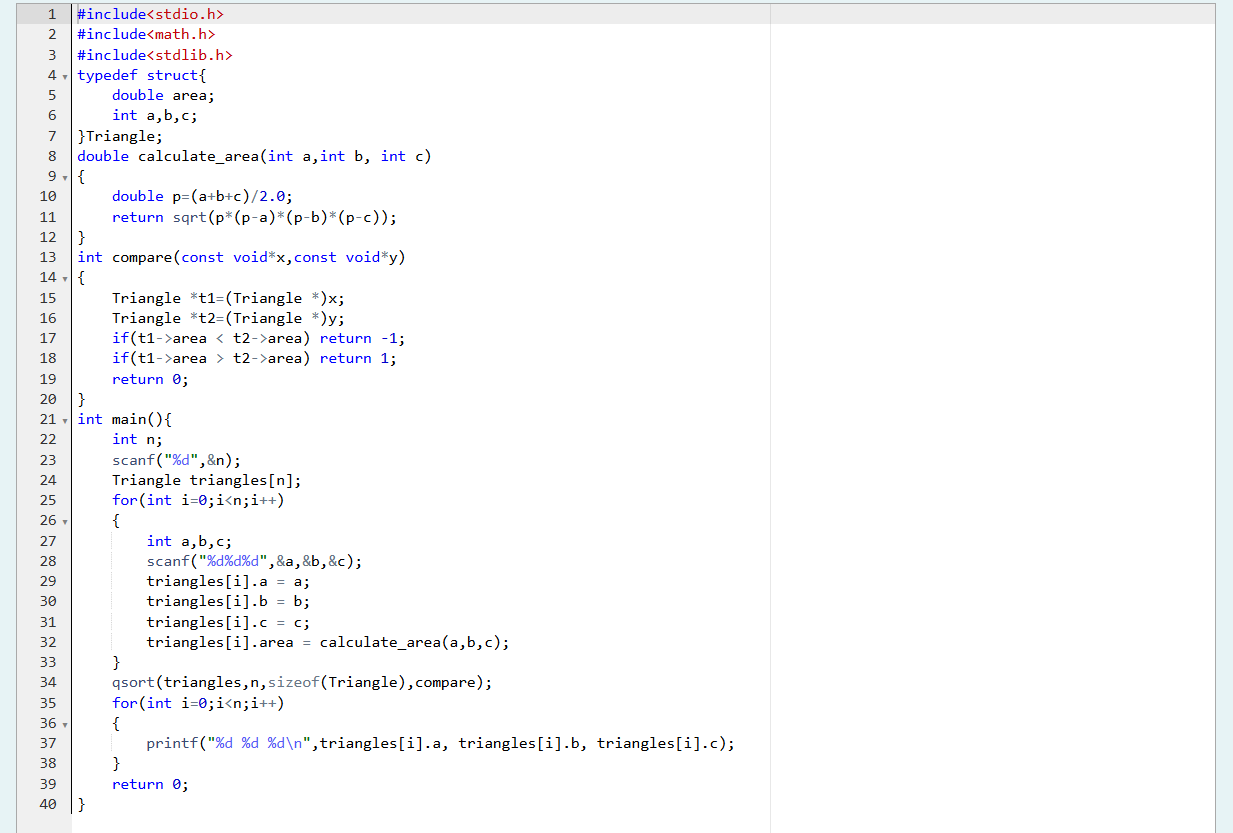 1 #include<stdio.h>
2 #include<math.h>
3 #include<stdlib.h>
4 typedef struct{
5     double area;
6     int a,b,c;
7 }Triangle;
8 double calculate_area(int a,int b, int c)
9 {
10     double p=(a+b+c)/2.0;
11     return sqrt(p*(p-a)*(p-b)*(p-c));
12 }
13 int compare(const void*x,const void*y)
14 {
15     Triangle *t1=(Triangle *)x;
16     Triangle *t2=(Triangle *)y;
17     if(t1->area < t2->area) return -1;
18     if(t1->area > t2->area) return 1;
19     return 0;
20 }
21 int main(){
22     int n;
23     scanf("%d",&n);
24     Triangle triangles[n];
25     for(int i=0;i<n;i++)
26     {
27         int a,b,c;
28         scanf("%d%d%d",&a,&b,&c);
29         triangles[i].a = a;
30         triangles[i].b = b;
31         triangles[i].c = c;
32         triangles[i].area = calculate_area(a,b,c);
33     }
34     qsort(triangles,n,sizeof(Triangle),compare);
35     for(int i=0;i<n;i++)
36     {
37         printf("%d %d %d\n",triangles[i].a, triangles[i].b, triangles[i].c);
38     }
39     return 0;
40 }